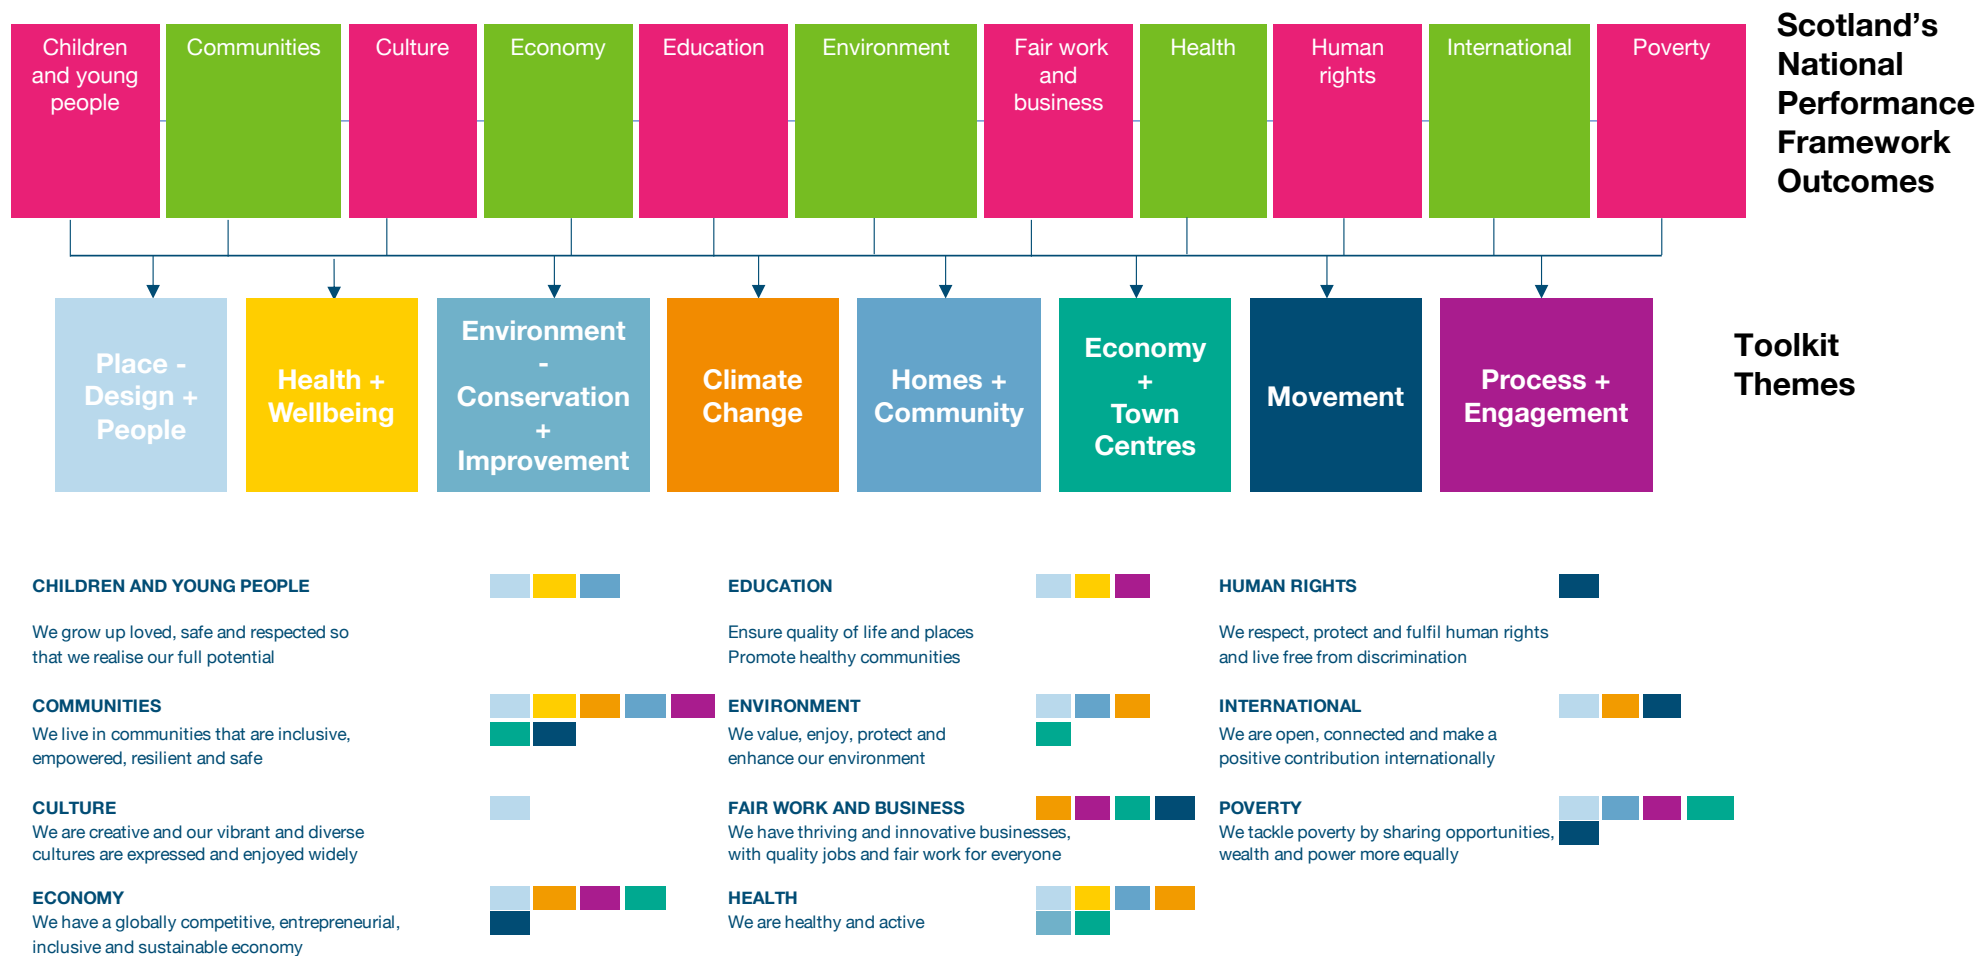 Children
and young
people
Communities
Culture
Economy
Education
Environment
Fair work
and
business
Health
Human
rights
International
Poverty
Scotland’s
National
Performance
Framework
Outcomes
Place -
Design +
People
Health +
Wellbeing
Environment
-
Conservation
+
Improvement
Climate
Change
Homes +
Community
Economy
+
Town
Centres
Movement
Process +
Engagement
Toolkit
Themes
CHILDREN AND YOUNG PEOPLE
We grow up loved, safe and respected so
that we realise our full potential
COMMUNITIES
We live in communities that are inclusive,
empowered, resilient and safe
CULTURE
We are creative and our vibrant and diverse
cultures are expressed and enjoyed widely
ECONOMY
We have a globally competitive, entrepreneurial,
inclusive and sustainable economy
EDUCATION
Ensure quality of life and places
Promote healthy communities
ENVIRONMENT
We value, enjoy, protect and
enhance our environment
FAIR WORK AND BUSINESS
We have thriving and innovative businesses,
with quality jobs and fair work for everyone
HEALTH
We are healthy and active
HUMAN RIGHTS
We respect, protect and fulfil human rights
and live free from discrimination
INTERNATIONAL
We are open, connected and make a
positive contribution internationally
POVERTY
We tackle poverty by sharing opportunities,
wealth and power more equally